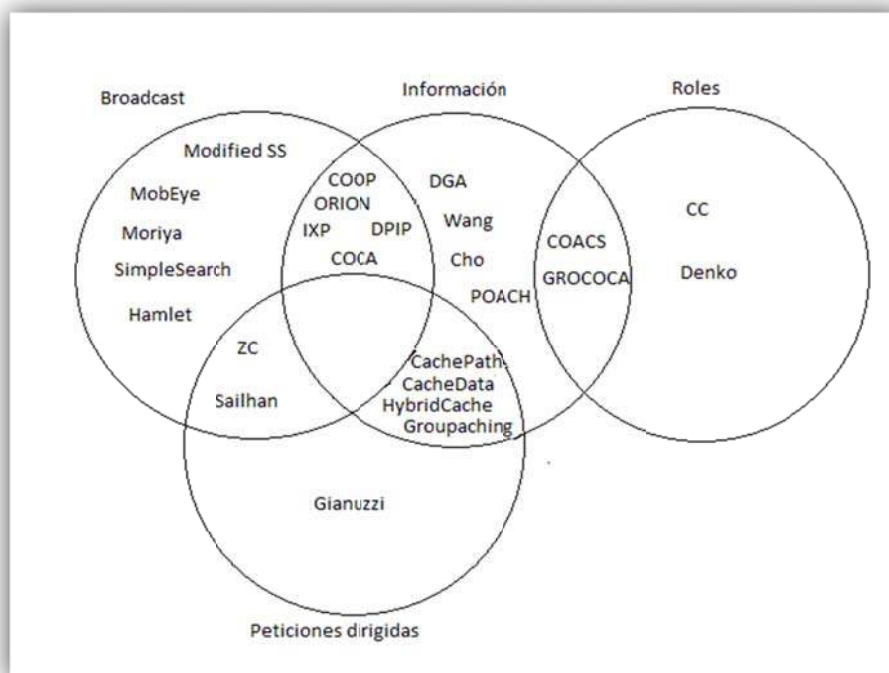 Broadcast
Información
Roles
Modified SS
MobEye
Moriya
SimpleSearch
Hamlet
COOP
ORION
IXP DPIP
COCA
DGA
Wang
Cho
POACH
COACS
GROCOCA
CC
Denko
ZC
Sailhan
CachePath
CacheData
HybridCache
Groupaching
Gianuzzi
Peticiones dirigidas